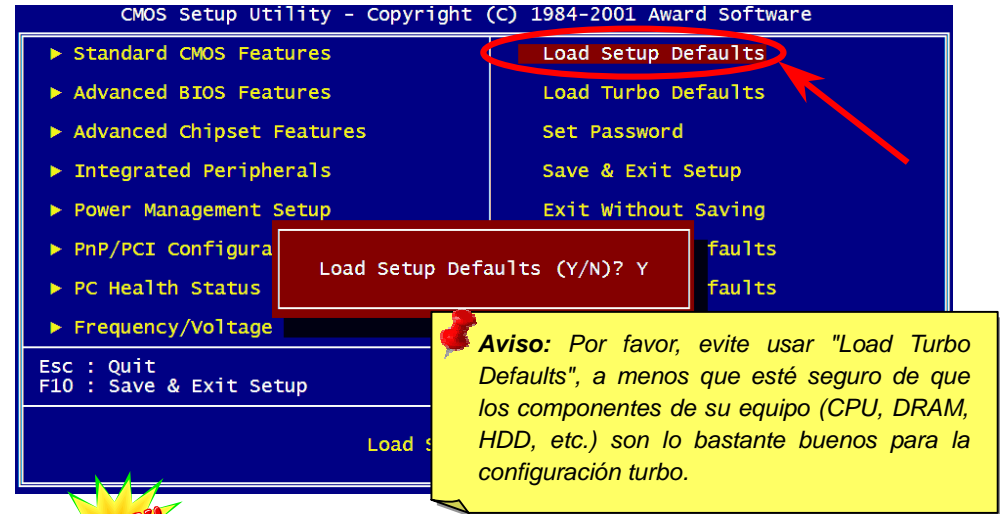 CMOS Setup Utility - Copyright (C) 1984-2001 Award Software
► Standard CMOS Features
► Advanced BIOS Features
► Advanced Chipset Features
► Integrated Peripherals
► Power Management Setup
► PnP/PCI Configura
► PC Health Status
► Frequency/Voltage
Load Setup Defaults
Load Turbo Defaults
Set Password
Save & Exit Setup
Exit Without Saving
faults
faults
Load Setup Defaults (Y/N)? Y
Esc : Quit
F10 : Save & Exit Setup
Load S
Aviso: Por favor, evite usar "Load Turbo
Defaults", a menos que esté seguro de que
los componentes de su equipo (CPU, DRAM,
HDD, etc.) son lo bastante buenos para la
configuración turbo.